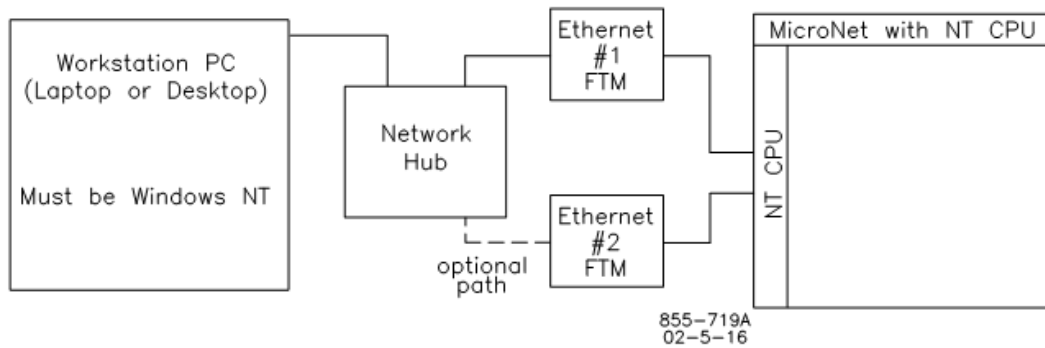 Workstation PC
(Laptop or Desktop)
Must be Windows NT
Network
Hub
optional
path
Ethernet
#1
FTM
Ethernet
#2
FTM
MicroNet with NT CPU
NT CPU
855-719A
02-5-16